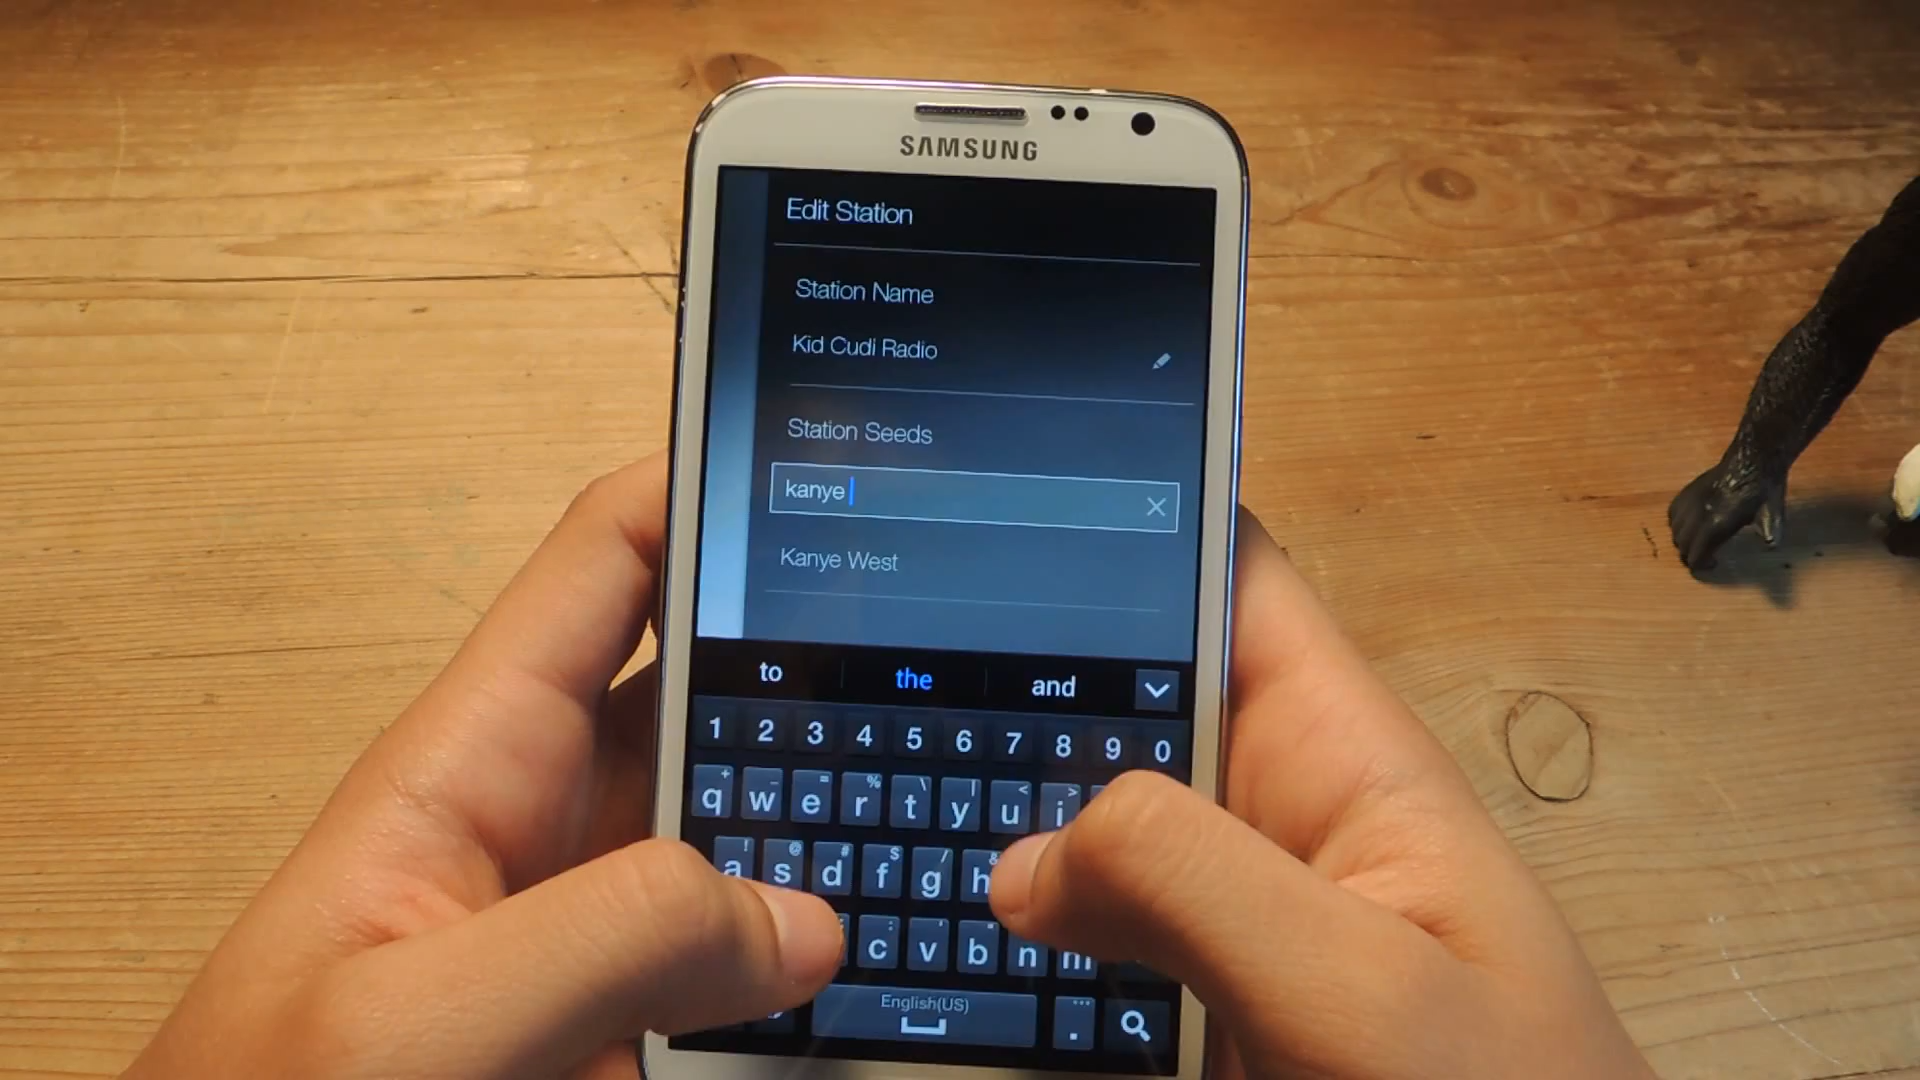 SAMSUNG
Edit Station
Station Name
Kid Cudi Radio
Station Seeds
kanye
Kanye West
to the and
1 2 3 4 5 6 7 8 9 0
+ - = % \ | < >
q w e r t y u i
! @ # $ / &
a s d f g h
: ' "
c v b n m
English(US)
.